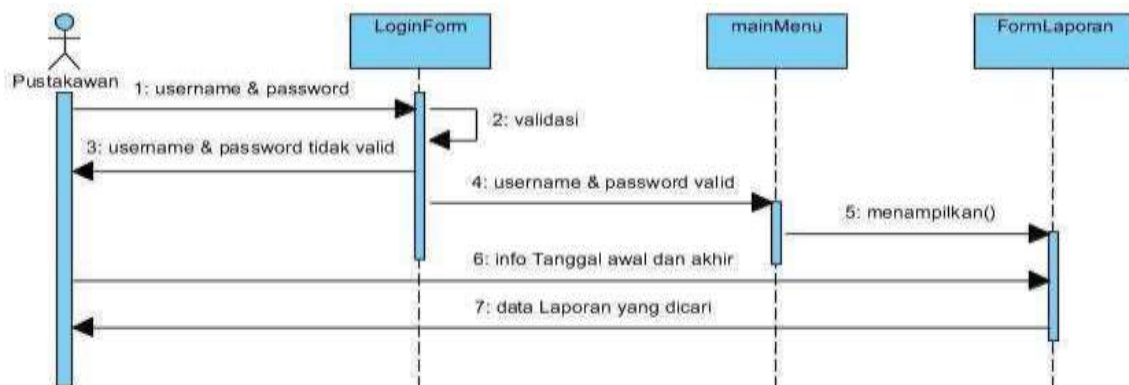 LoginForm
mainMenu
FormLaporan
Pustakawan
1: username & password
2: validasi
3: username & password tidak valid
4: username & password valid
5: menampilkan()
6: info Tanggal awal dan akhir
7: data Laporan yang dicari